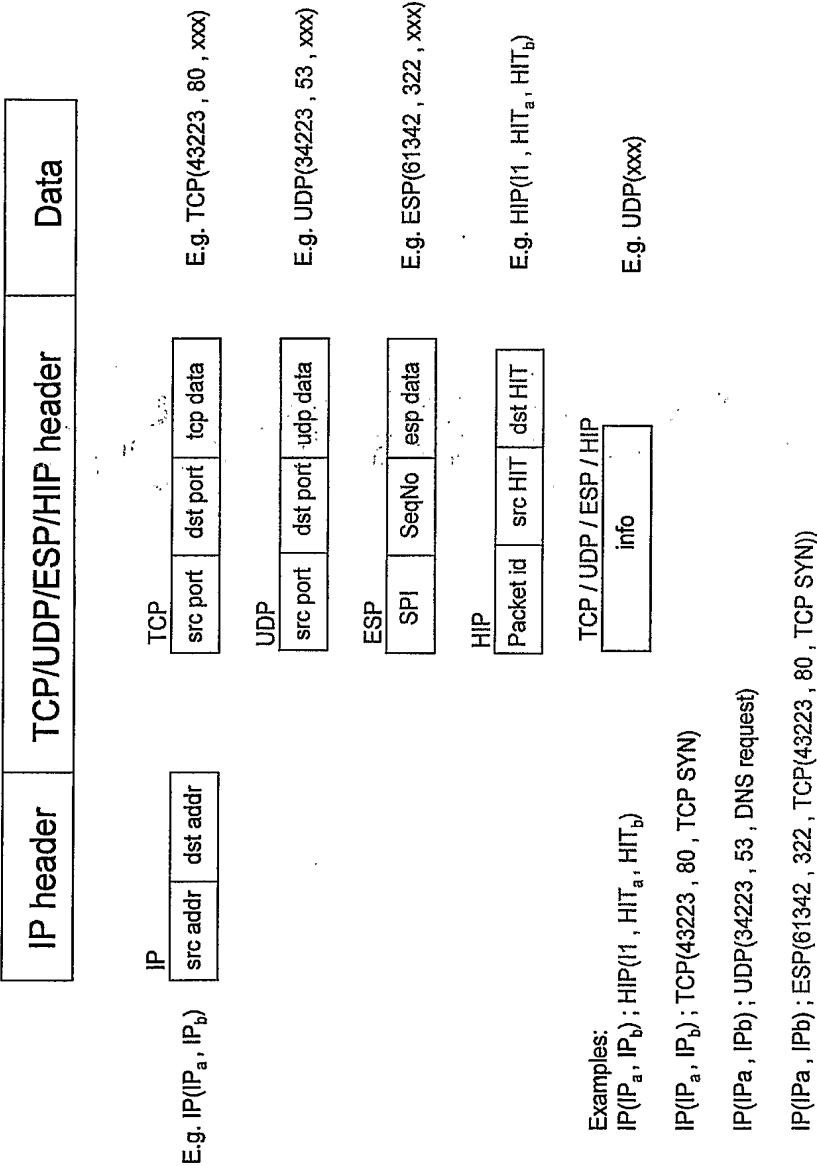 IP header TCP/UDP/ESP/HIP header Data
IP
E.g. IP(IPa , IPb) src addr dst addr
TCP
src port dst port tcp data E.g. TCP(43223 , 80 , xxx)
UDP
src port dst port udp data E.g. UDP(34223 , 53 , xxx)
ESP
SPI SeqNo esp data E.g. ESP(61342 , 322 , xxx)
HIP
Packet id src HIT dst HIT E.g. HIP(I1 , HITa , HITb)
TCP / UDP / ESP / HIP
info E.g. UDP(xxx)
Examples:
IP(IPa , IPb) ; HIP(I1 , HITa , HITb)
IP(IPa , IPb) ; TCP(43223 , 80 , TCP SYN)
IP(IPa , IPb) ; UDP(34223 , 53 , DNS request)
IP(IPa , IPb) ; ESP(61342 , 322 , TCP(43223 , 80 , TCP SYN))